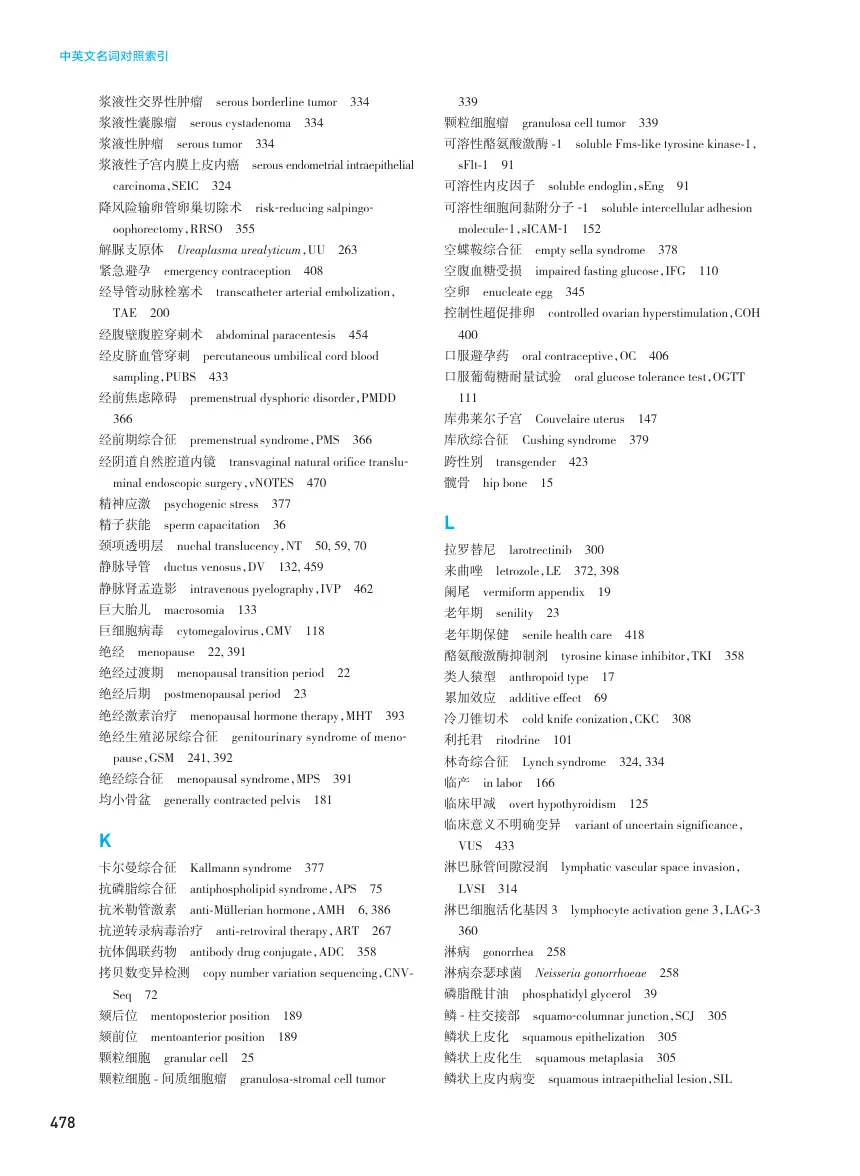 中英文名词对照索引
浆液性交界性肿瘤 serous borderline tumor 334
浆液性囊腺瘤 serous cystadenoma 334
浆液性肿瘤 serous tumor 334
浆液性子宫内膜上皮内癌 serous endometrial intraepithelial
carcinoma,SEIC 324
降风险输卵管卵巢切除术 risk-reducing salpingo-
oophorectomy,RRSO 355
解脲支原体 Ureaplasma urealyticum,UU 263
紧急避孕 emergency contraception 408
经导管动脉栓塞术 transcatheter arterial embolization,
TAE 200
经腹壁腹腔穿刺术 abdominal paracentesis 454
经皮脐血管穿刺 percutaneous umbilical cord blood
sampling,PUBS 433
经前焦虑障碍 premenstrual dysphoric disorder,PMDD
366
经前期综合征 premenstrual syndrome,PMS 366
经阴道自然腔道内镜 transvaginal natural orifice translu-
minal endoscopic surgery,vNOTES 470
精神应激 psychogenic stress 377
精子获能 sperm capacitation 36
颈项透明层 nuchal translucency,NT 50, 59, 70
静脉导管 ductus venosus,DV 132, 459
静脉肾盂造影 intravenous pyelography,IVP 462
巨大胎儿 macrosomia 133
巨细胞病毒 cytomegalovirus,CMV 118
绝经 menopause 22, 391
绝经过渡期 menopausal transition period 22
绝经后期 postmenopausal period 23
绝经激素治疗 menopausal hormone therapy,MHT 393
绝经生殖泌尿综合征 genitourinary syndrome of meno-
pause,GSM 241, 392
绝经综合征 menopausal syndrome,MPS 391
均小骨盆 generally contracted pelvis 181
K
卡尔曼综合征 Kallmann syndrome 377
抗磷脂综合征 antiphospholipid syndrome,APS 75
抗米勒管激素 anti-Müllerian hormone,AMH 6, 386
抗逆转录病毒治疗 anti-retroviral therapy,ART 267
抗体偶联药物 antibody drug conjugate,ADC 358
拷贝数变异检测 copy number variation sequencing,CNV-
Seq 72
颏后位 mentoposterior position 189
颏前位 mentoanterior position 189
颗粒细胞 granular cell 25
颗粒细胞 - 间质细胞瘤 granulosa-stromal cell tumor
339
颗粒细胞瘤 granulosa cell tumor 339
可溶性酪氨酸激酶 -1 soluble Fms-like tyrosine kinase-1,
sFlt-1 91
可溶性内皮因子 soluble endoglin,sEng 91
可溶性细胞间黏附分子 -1 soluble intercellular adhesion
molecule-1,sICAM-1 152
空蝶鞍综合征 empty sella syndrome 378
空腹血糖受损 impaired fasting glucose,IFG 110
空卵 enucleate egg 345
控制性超促排卵 controlled ovarian hyperstimulation,COH
400
口服避孕药 oral contraceptive,OC 406
口服葡萄糖耐量试验 oral glucose tolerance test,OGTT
111
库弗莱尔子宫 Couvelaire uterus 147
库欣综合征 Cushing syndrome 379
跨性别 transgender 423
髋骨 hip bone 15
L
拉罗替尼 larotrectinib 300
来曲唑 letrozole,LE 372, 398
阑尾 vermiform appendix 19
老年期 senility 23
老年期保健 senile health care 418
酪氨酸激酶抑制剂 tyrosine kinase inhibitor,TKI 358
类人猿型 anthropoid type 17
累加效应 additive effect 69
冷刀锥切术 cold knife conization,CKC 308
利托君 ritodrine 101
林奇综合征 Lynch syndrome 324, 334
临产 in labor 166
临床甲减 overt hypothyroidism 125
临床意义不明确变异 variant of uncertain significance,
VUS 433
淋巴脉管间隙浸润 lymphatic vascular space invasion,
LVSI 314
淋巴细胞活化基因 3 lymphocyte activation gene 3,LAG-3
360
淋病 gonorrhea 258
淋病奈瑟球菌 Neisseria gonorrhoeae 258
磷脂酰甘油 phosphatidyl glycerol 39
鳞 - 柱交接部 squamo-columnar junction,SCJ 305
鳞状上皮化 squamous epithelization 305
鳞状上皮化生 squamous metaplasia 305
鳞状上皮内病变 squamous intraepithelial lesion,SIL
478